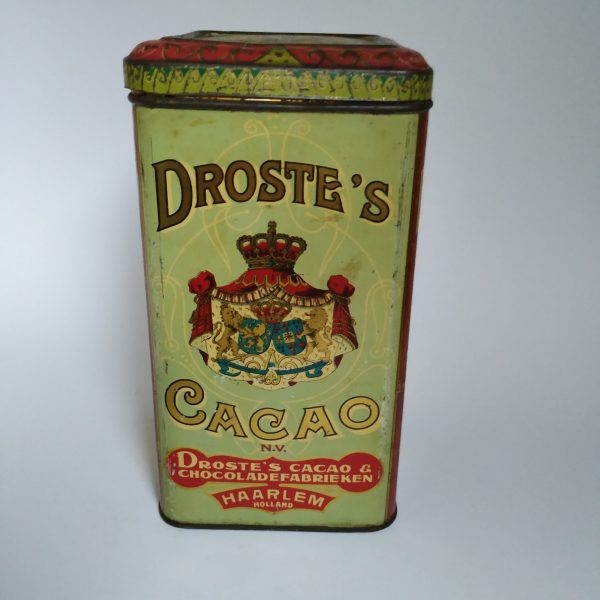 DROSTE'S
CACAO
N.V.
DROSTE'S CACAO &
CHOCOLADEFABRIEKEN
HAARLEM
HOLLAND